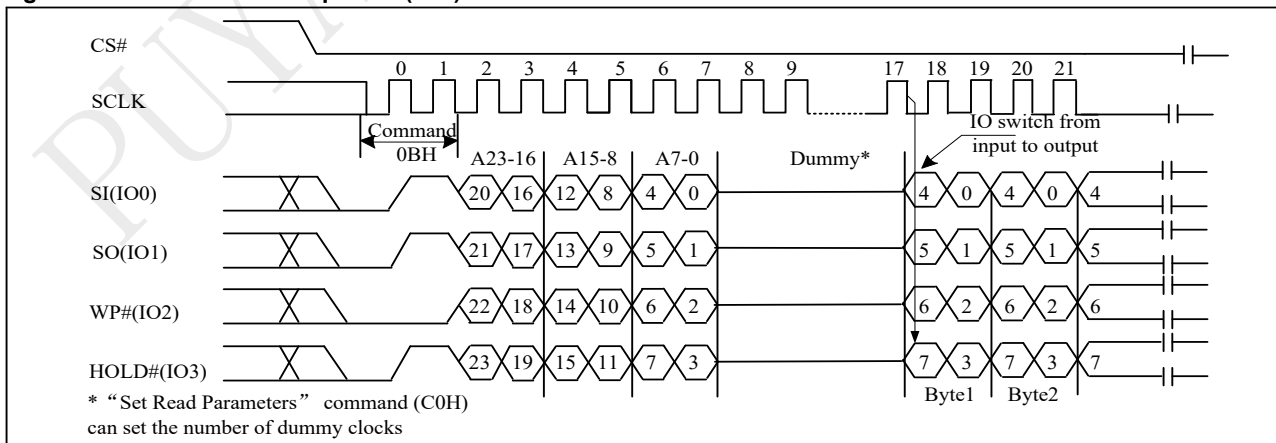 PUYA
CS#
0 1 2 3 4 5 6 7 8 9 17 18 19 20 21
SCLK
Command
0BH
IO switch from
input to output
A23-16 A15-8 A7-0 Dummy*
SI(IO0) 20 16 12 8 4 0 4 0 4 0 4
SO(IO1) 21 17 13 9 5 1 5 1 5 1 5
WP#(IO2) 22 18 14 10 6 2 6 2 6 2 6
HOLD#(IO3) 23 19 15 11 7 3 7 3 7 3 7
Byte1 Byte2
* “Set Read Parameters” command (C0H)
can set the number of dummy clocks